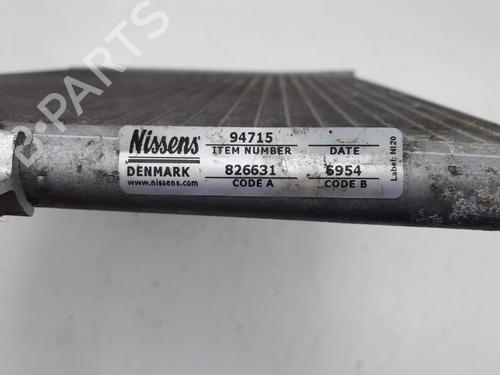 B-PARTS
Nissens
DENMARK
www.nissens.com
94715
ITEM NUMBER
DATE
826631
CODE A
6954
CODE B
Label: NI20